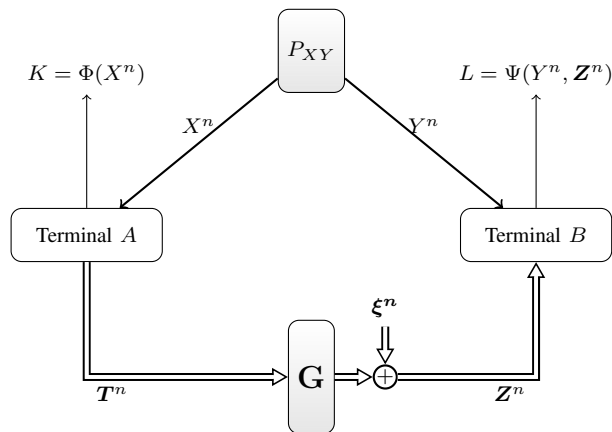 P_{XY}
K = Φ(X^n)
L = Ψ(Y^n, Z^n)
X^n
Y^n
Terminal A
Terminal B
ξ^n
G
+
T^n
Z^n